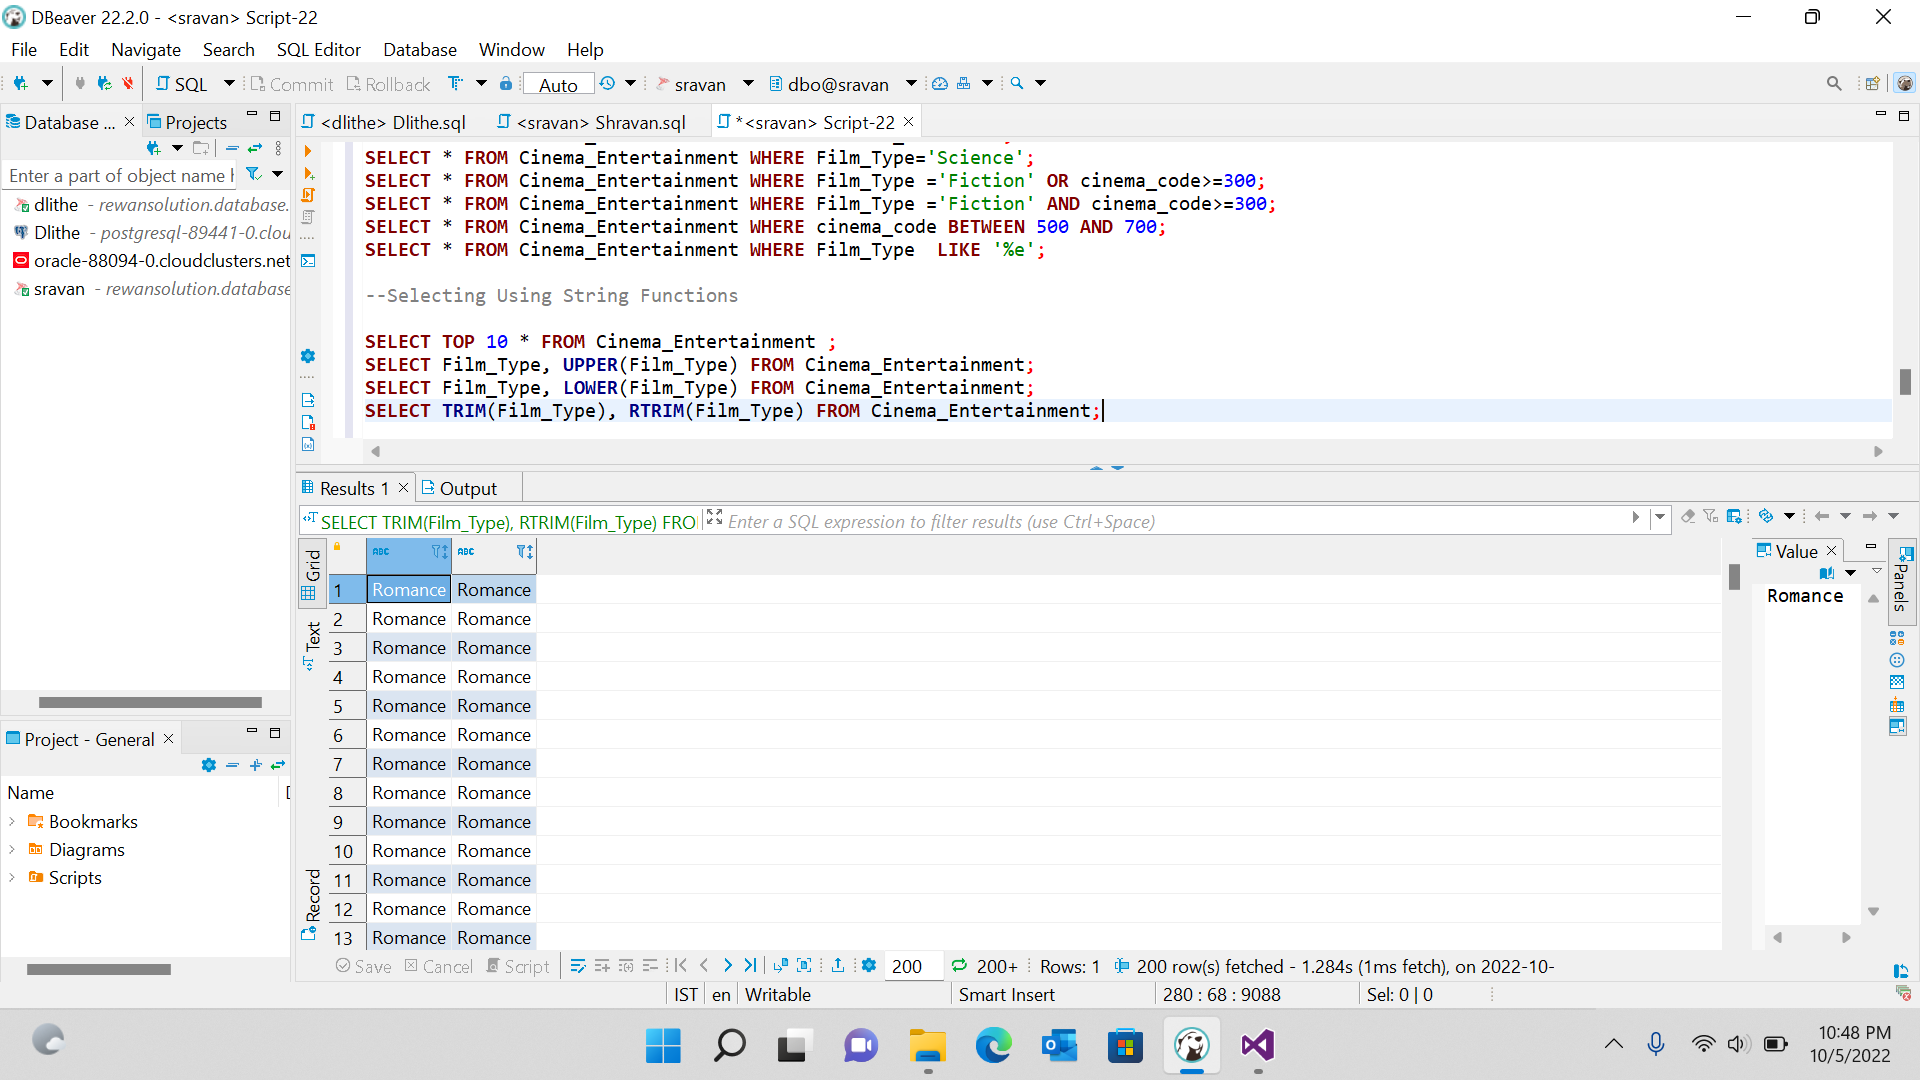 DBeaver 22.2.0 - <sravan> Script-22
File Edit Navigate Search SQL Editor Database Window Help
SQL Commit Rollback Auto sravan dbo@sravan
Database ... Projects
Enter a part of object name h
dlithe - rewansolution.database.
Dlithe - postgresql-89441-0.clou
oracle-88094-0.cloudclusters.net
sravan - rewansolution.database
<dlithe> Dlithe.sql <sravan> Shravan.sql *<sravan> Script-22
SELECT * FROM Cinema_Entertainment WHERE Film_Type='Science';
SELECT * FROM Cinema_Entertainment WHERE Film_Type ='Fiction' OR cinema_code>=300;
SELECT * FROM Cinema_Entertainment WHERE Film_Type ='Fiction' AND cinema_code>=300;
SELECT * FROM Cinema_Entertainment WHERE cinema_code BETWEEN 500 AND 700;
SELECT * FROM Cinema_Entertainment WHERE Film_Type  LIKE '%e';
--Selecting Using String Functions
SELECT TOP 10 * FROM Cinema_Entertainment ;
SELECT Film_Type, UPPER(Film_Type) FROM Cinema_Entertainment;
SELECT Film_Type, LOWER(Film_Type) FROM Cinema_Entertainment;
SELECT TRIM(Film_Type), RTRIM(Film_Type) FROM Cinema_Entertainment;
Results 1 Output
SELECT TRIM(Film_Type), RTRIM(Film_Type) FRO Enter a SQL expression to filter results (use Ctrl+Space)
Grid
Text
Record
ABC ABC
1 Romance Romance
2 Romance Romance
3 Romance Romance
4 Romance Romance
5 Romance Romance
6 Romance Romance
7 Romance Romance
8 Romance Romance
9 Romance Romance
10 Romance Romance
11 Romance Romance
12 Romance Romance
13 Romance Romance
Value
Romance
Panels
Project - General
Name
Bookmarks
Diagrams
Scripts
Save Cancel Script 200 200+ Rows: 1 200 row(s) fetched - 1.284s (1ms fetch), on 2022-10-
IST en Writable Smart Insert 280 : 68 : 9088 Sel: 0 | 0
10:48 PM
10/5/2022